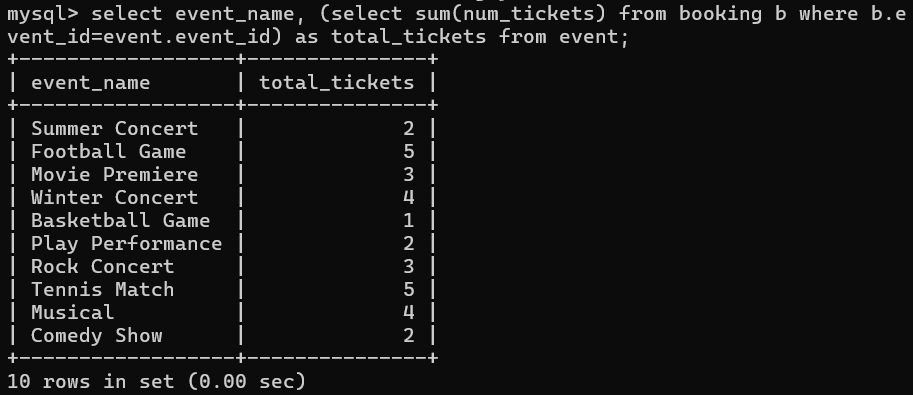 mysql> select event_name, (select sum(num_tickets) from booking b where b.e
vent_id=event.event_id) as total_tickets from event;
+------------------+---------------+
| event_name       | total_tickets |
+------------------+---------------+
| Summer Concert   |             2 |
| Football Game    |             5 |
| Movie Premiere   |             3 |
| Winter Concert   |             4 |
| Basketball Game  |             1 |
| Play Performance |             2 |
| Rock Concert     |             3 |
| Tennis Match     |             5 |
| Musical          |             4 |
| Comedy Show      |             2 |
+------------------+---------------+
10 rows in set (0.00 sec)